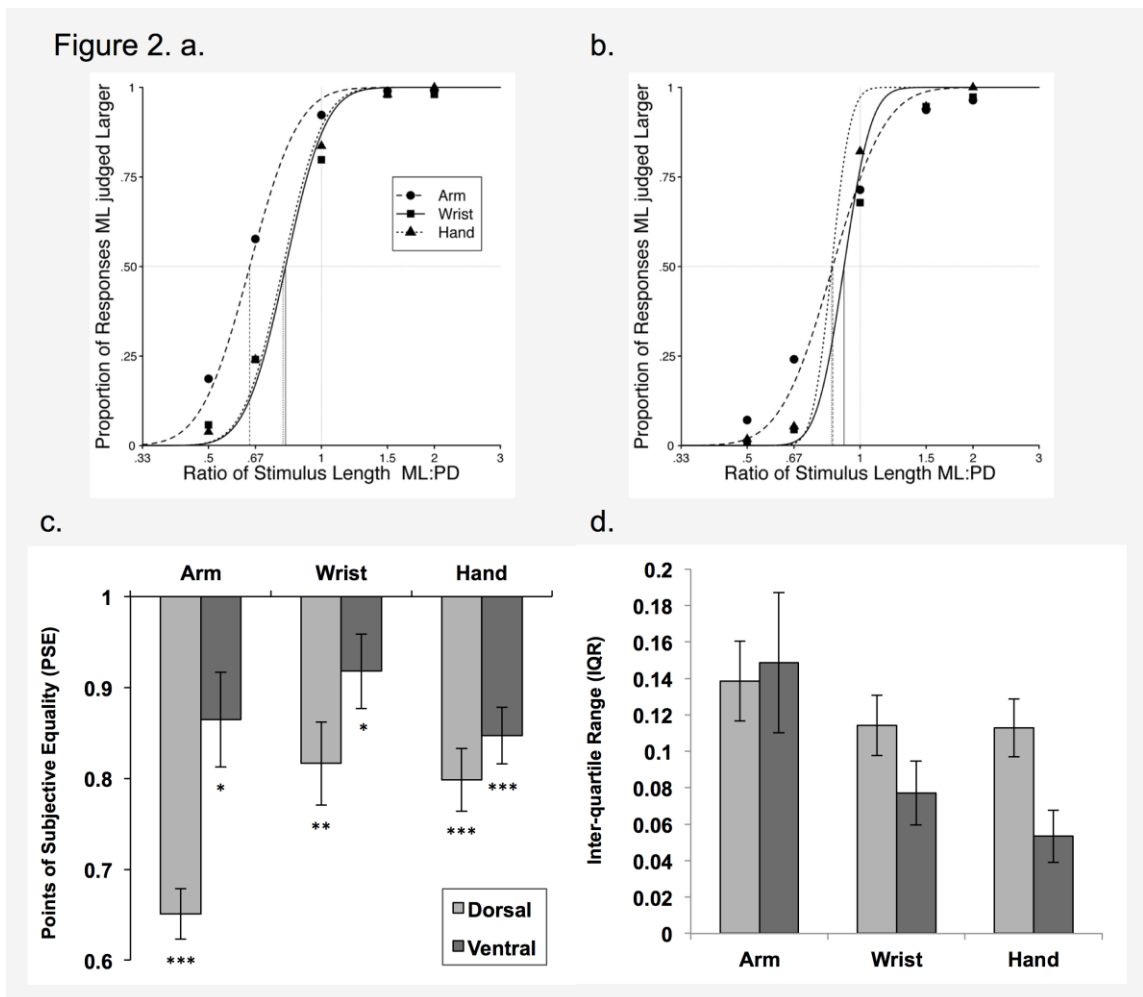 Figure 2. a.
b.
Proportion of Responses ML judged Larger
1
.75
.50
.25
0
.33
.5
.67
1
1.5
2
3
Ratio of Stimulus Length ML:PD
Arm
Wrist
Hand
Proportion of Responses ML judged Larger
1
.75
.50
.25
0
.33
.5
.67
1
1.5
2
3
Ratio of Stimulus Length ML:PD
c.
Arm
Wrist
Hand
Points of Subjective Equality (PSE)
1
0.9
0.8
0.7
0.6
***
*
**
*
***
***
Dorsal
Ventral
d.
Inter-quartile Range (IQR)
0.2
0.18
0.16
0.14
0.12
0.1
0.08
0.06
0.04
0.02
0
Arm
Wrist
Hand